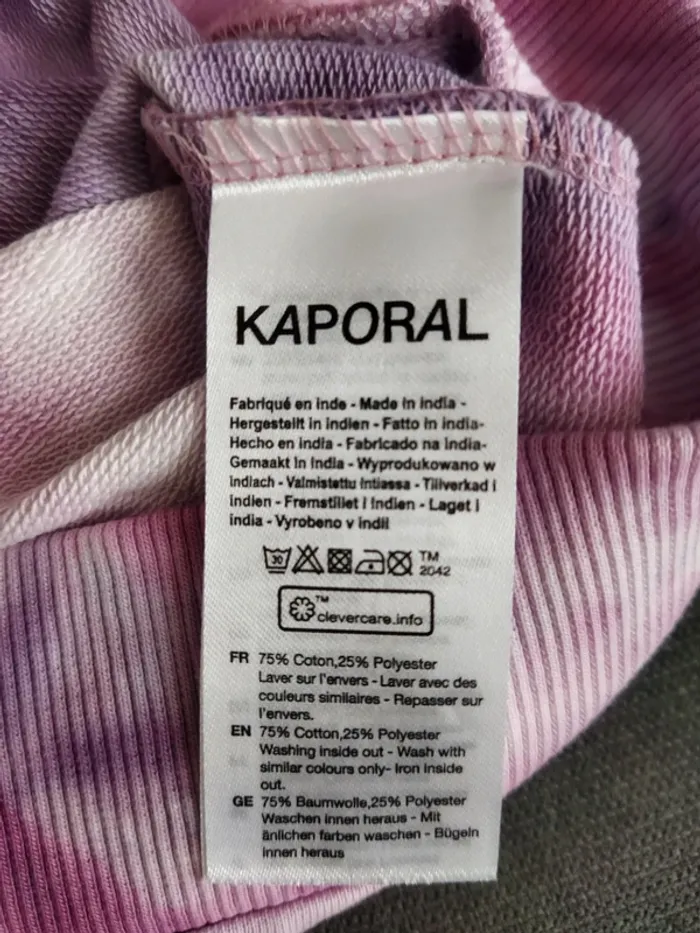 KAPORAL
Fabriqué en inde - Made in india -
Hergestellt in indien - Fatto in india-
Hecho en india - Fabricado na india-
Gemaakt in India - Wyprodukowano w
indiach - Valmistettu intiassa - Tillverkad i
indien - Fremstillet i indien - Laget i
india - Vyrobeno v indii
30 TM
2042
TM
clevercare.info
FR 75% Coton,25% Polyester
Laver sur l'envers - Laver avec des
couleurs similaires - Repasser sur
l'envers.
EN 75% Cotton,25% Polyester
Washing inside out - Wash with
similar colours only- Iron inside
out.
GE 75% Baumwolle,25% Polyester
Waschen innen heraus - Mit
änlichen farben waschen - Bügeln
innen heraus